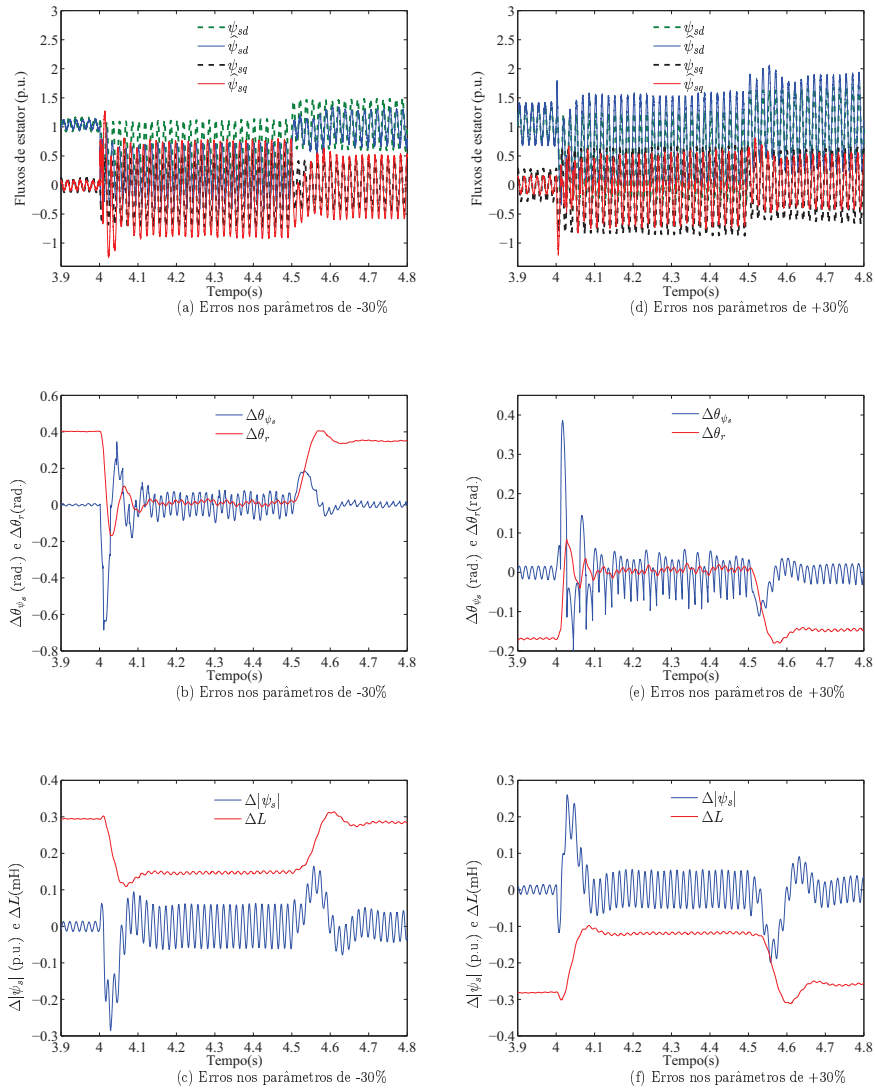 3
2.5
2
1.5
1
0.5
0
−0.5
−1
Fluxos de estator (p.u.)
ψsd
ψ̂sd
ψsq
ψ̂sq
3.9 4 4.1 4.2 4.3 4.4 4.5 4.6 4.7 4.8
Tempo(s)
(a) Erros nos parâmetros de -30%
3
2.5
2
1.5
1
0.5
0
−0.5
−1
Fluxos de estator (p.u.)
ψsd
ψ̂sd
ψsq
ψ̂sq
3.9 4 4.1 4.2 4.3 4.4 4.5 4.6 4.7 4.8
Tempo(s)
(d) Erros nos parâmetros de +30%
0.6
0.4
0.2
0
−0.2
−0.4
−0.6
−0.8
Δθψs (rad.) e Δθr(rad.)
Δθψs
Δθr
3.9 4 4.1 4.2 4.3 4.4 4.5 4.6 4.7 4.8
Tempo(s)
(b) Erros nos parâmetros de -30%
0.4
0.3
0.2
0.1
0
−0.1
−0.2
Δθψs (rad.) e Δθr(rad.)
Δθψs
Δθr
3.9 4 4.1 4.2 4.3 4.4 4.5 4.6 4.7 4.8
Tempo(s)
(e) Erros nos parâmetros de +30%
0.4
0.3
0.2
0.1
0
−0.1
−0.2
0.3
Δ|ψs| (p.u.) e ΔL(mH)
Δ|ψs|
ΔL
3.9 4 4.1 4.2 4.3 4.4 4.5 4.6 4.7 4.8
Tempo(s)
(c) Erros nos parâmetros de -30%
0.3
0.2
0.1
0
−0.1
−0.2
−0.3
−0.4
Δ|ψs| (p.u.) e ΔL(mH)
Δ|ψs|
ΔL
3.9 4 4.1 4.2 4.3 4.4 4.5 4.6 4.7 4.8
Tempo(s)
(f) Erros nos parâmetros de +30%